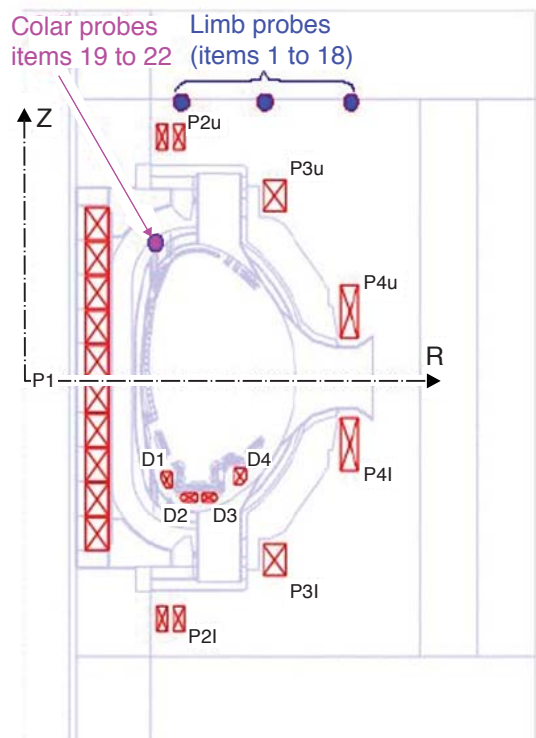 Colar probes
items 19 to 22
Limb probes
(items 1 to 18)
Z
P2u
P3u
P4u
R
P1
D1
D4
P4l
D2
D3
P3l
P2l